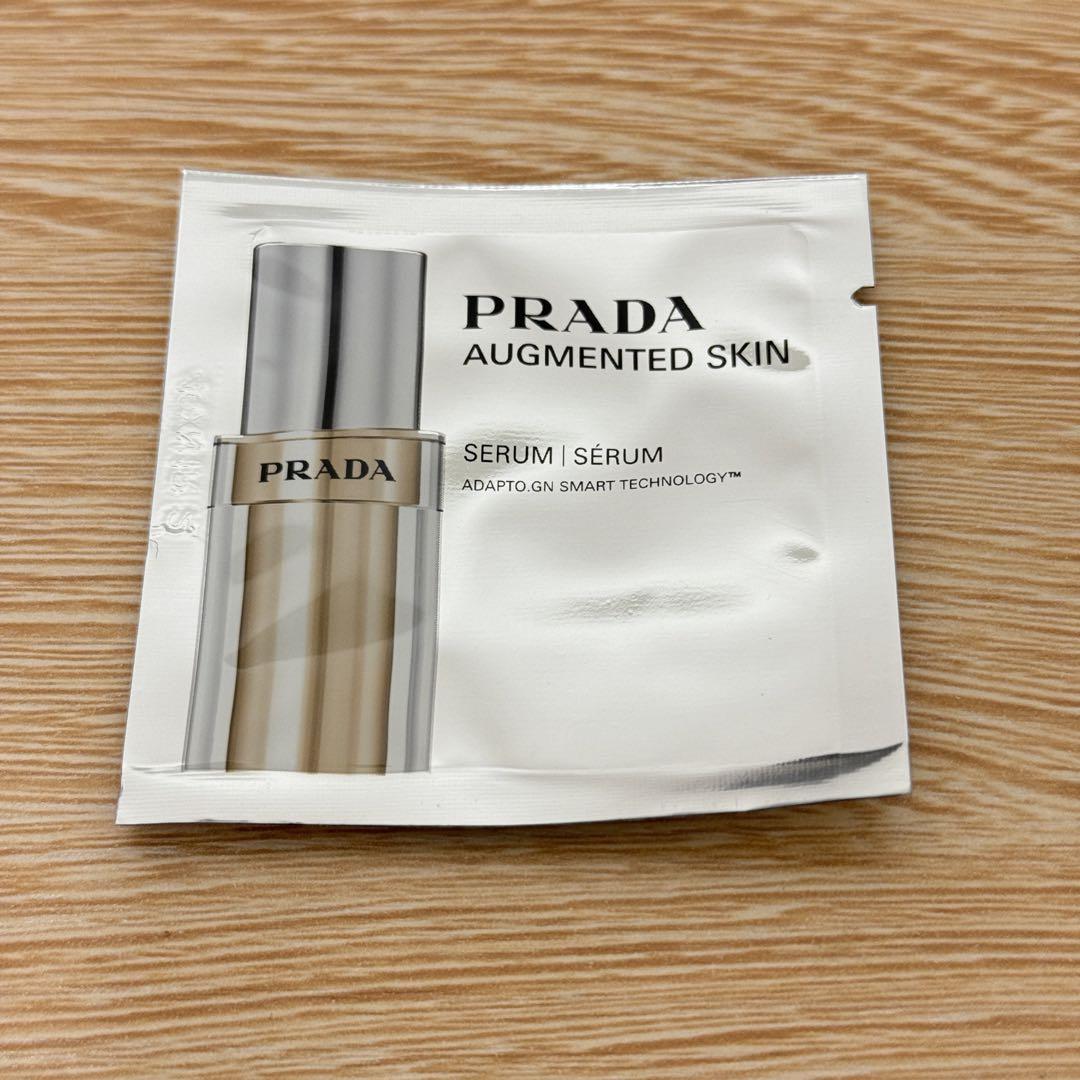 PRADA
AUGMENTED SKIN
SERUM | SÉRUM
ADAPTO.GN SMART TECHNOLOGY™
PRADA